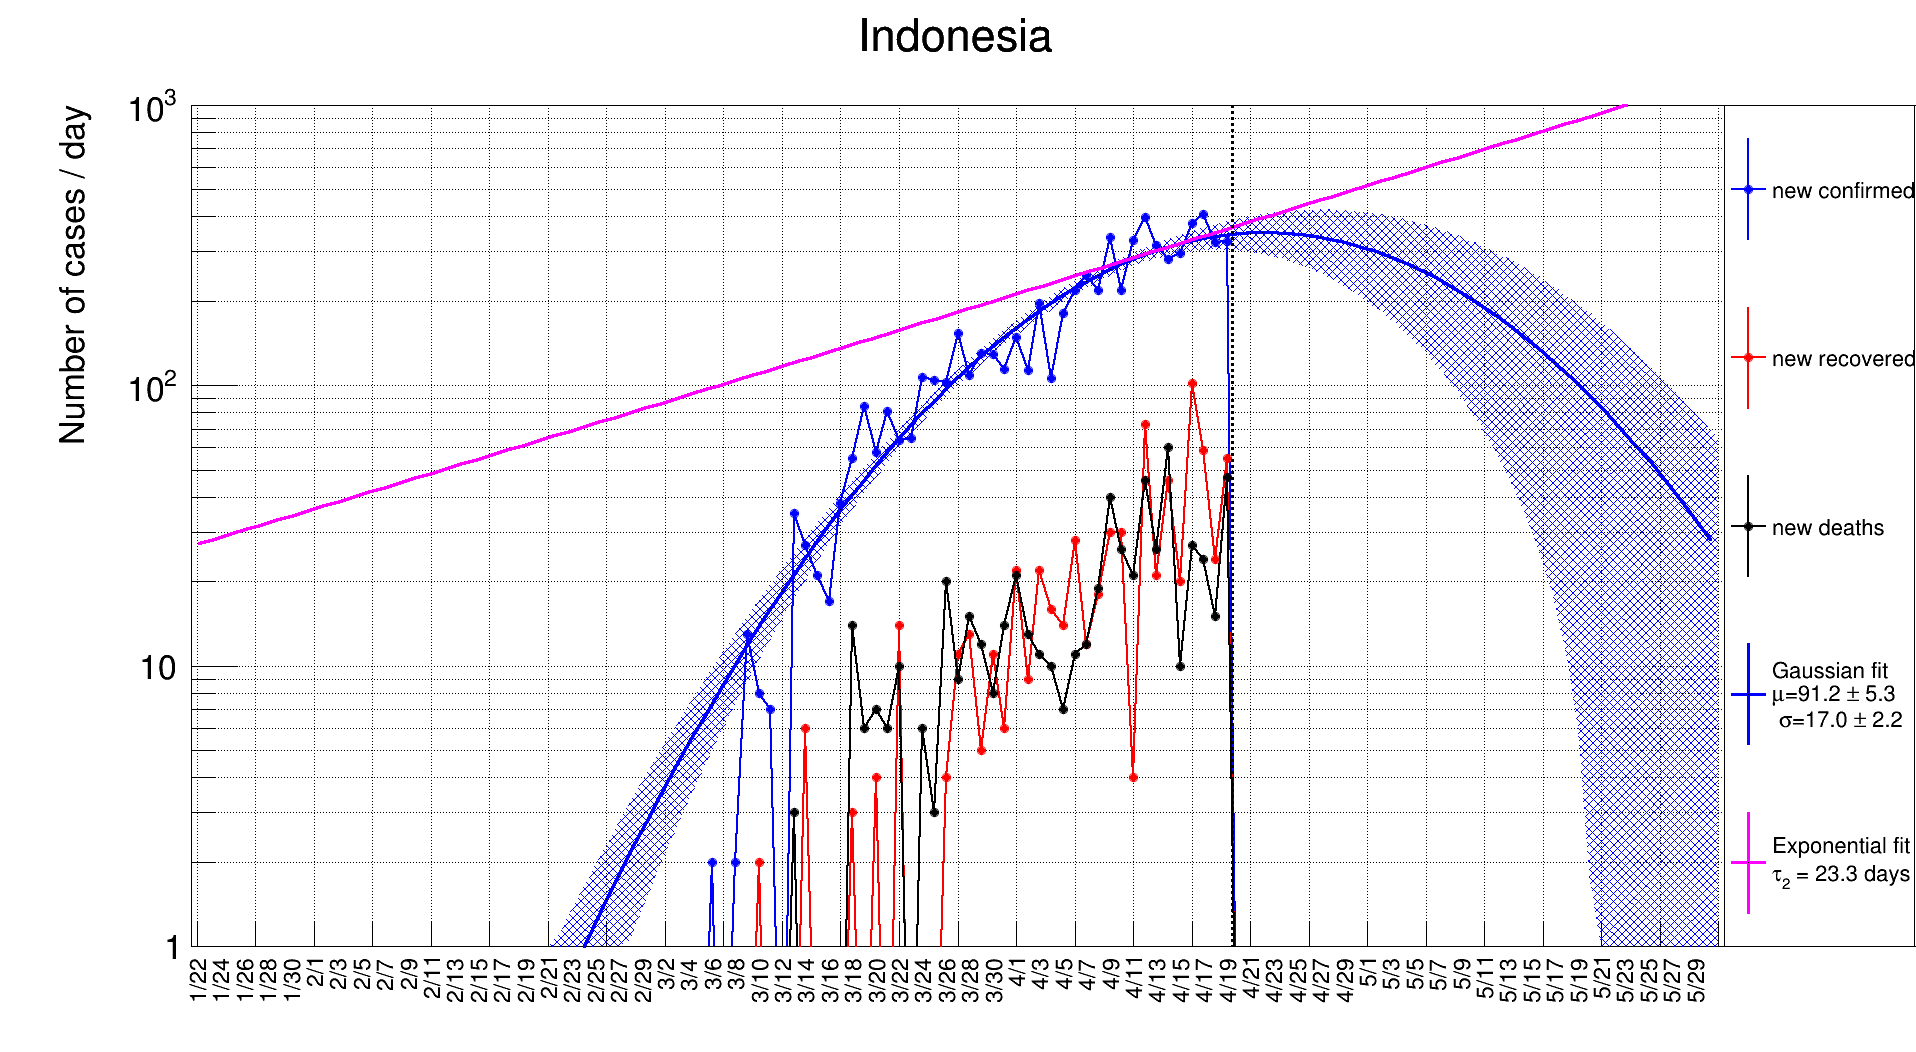 Indonesia
Number of cases / day
10³
10²
10
1
1/22 1/24 1/26 1/28 1/30 2/1 2/3 2/5 2/7 2/9 2/11 2/13 2/15 2/17 2/19 2/21 2/23 2/25 2/27 2/29 3/2 3/4 3/6 3/8 3/10 3/12 3/14 3/16 3/18 3/20 3/22 3/24 3/26 3/28 3/30 4/1 4/3 4/5 4/7 4/9 4/11 4/13 4/15 4/17 4/19 4/21 4/23 4/25 4/27 4/29 5/1 5/3 5/5 5/7 5/9 5/11 5/13 5/15 5/17 5/19 5/21 5/23 5/25 5/27 5/29
new confirmed
new recovered
new deaths
Gaussian fit
μ=91.2 ± 5.3
σ=17.0 ± 2.2
Exponential fit
τ₂ = 23.3 days